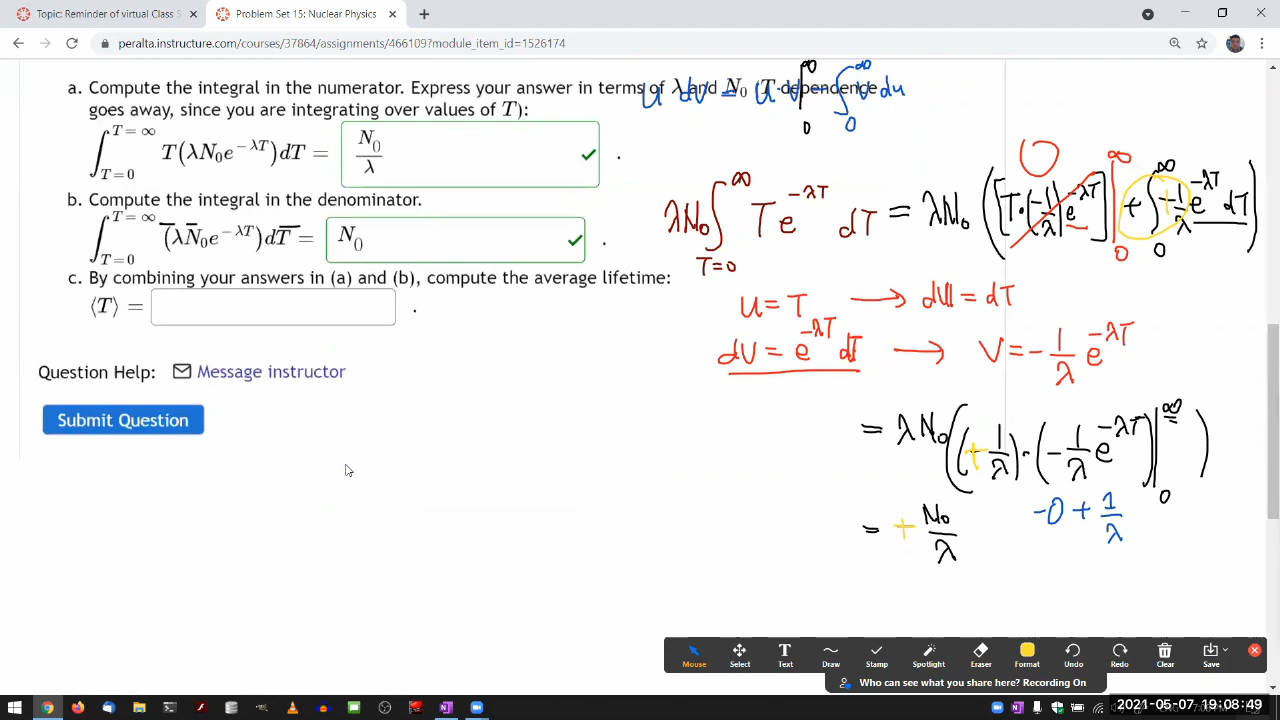 Topic: Reminder of virtual Class S
Problem Set 15: Nuclear Physics
peralta.instructure.com/courses/37864/assignments/466109?module_item_id=1526174
a. Compute the integral in the numerator. Express your answer in terms of λ and N₀ (T-dependence
goes away, since you are integrating over values of T):
∫_{T=0}^{T=∞} T(λN₀e^{−λT})dT = N₀/λ .
b. Compute the integral in the denominator.
∫_{T=0}^{T=∞} (λN₀e^{−λT})dT = N₀ .
c. By combining your answers in (a) and (b), compute the average lifetime:
⟨T⟩ = .
Question Help: Message instructor
Submit Question
u dv = u·v |_0^∞ − ∫_0^∞ v du
λN₀ ∫_{T=0}^∞ T e^{−λT} dT = λN₀ ([T·(−1/λ)e^{−λT}] |_0^∞ + ∫_0^∞ +1/λ e^{−λT} dT)
0
u = T → du = dT
dv = e^{−λT} dT → v = −1/λ e^{−λT}
= λN₀ ((+1/λ)·(−1/λ e^{−λT}) |_0^∞)
−0 + 1/λ
= + N₀/λ
Mouse Select Text Draw Stamp Spotlight Eraser Format Undo Redo Clear Save
Who can see what you share here? Recording On
2021-05-07 19:08:49